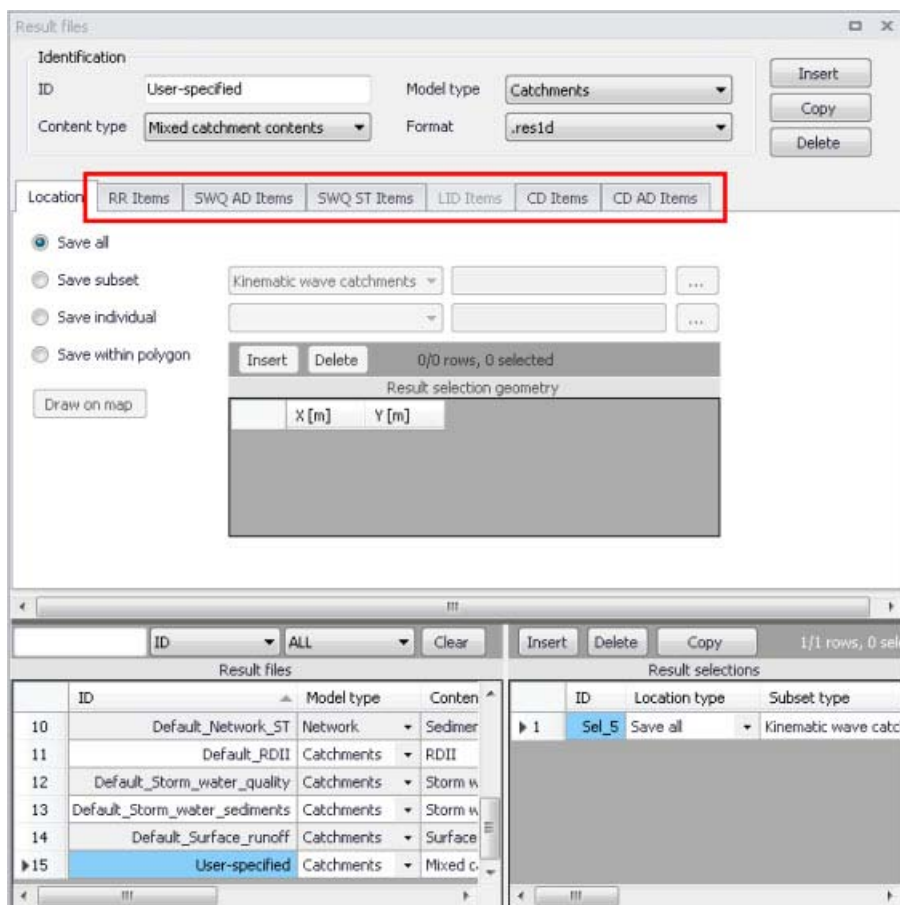 Result files
Identification
ID User-specified Model type Catchments Insert
Copy
Content type Mixed catchment contents Format .res1d Delete
Location RR Items SWQ AD Items SWQ ST Items LID Items CD Items CD AD Items
Save all
Save subset Kinematic wave catchments ...
Save individual ...
Save within polygon Insert Delete 0/0 rows, 0 selected
Result selection geometry
Draw on map X [m] Y [m]
ID ALL Clear Insert Delete Copy 1/1 rows, 0 sel
Result files Result selections
ID Model type Conten ID Location type Subset type
10 Default_Network_ST Network Sedimer 1 Sel_5 Save all Kinematic wave catc
11 Default_RDII Catchments RDII
12 Default_Storm_water_quality Catchments Storm w
13 Default_Storm_water_sediments Catchments Storm w
14 Default_Surface_runoff Catchments Surface
15 User-specified Catchments Mixed c